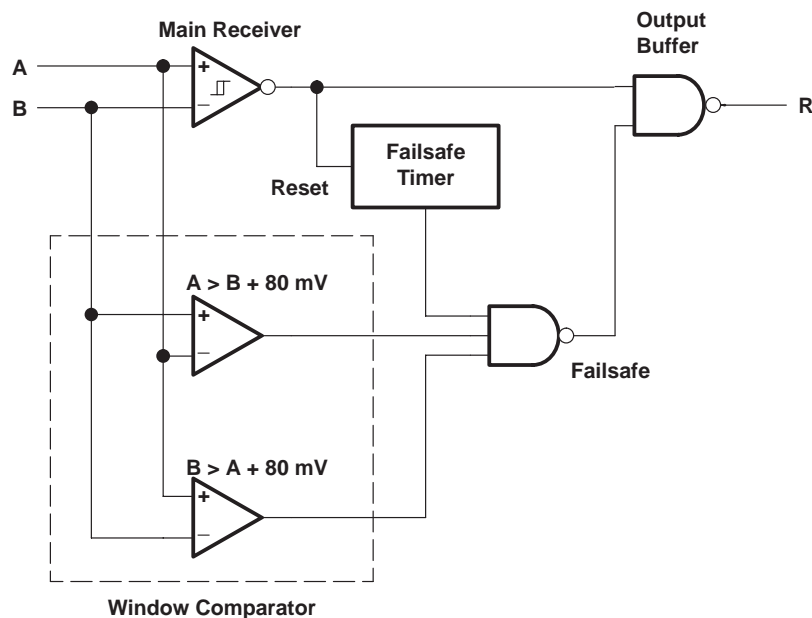 Main Receiver
Output
Buffer
A
B
+
–
R
Failsafe
Timer
Reset
A > B + 80 mV
+
–
Failsafe
B > A + 80 mV
+
–
Window Comparator